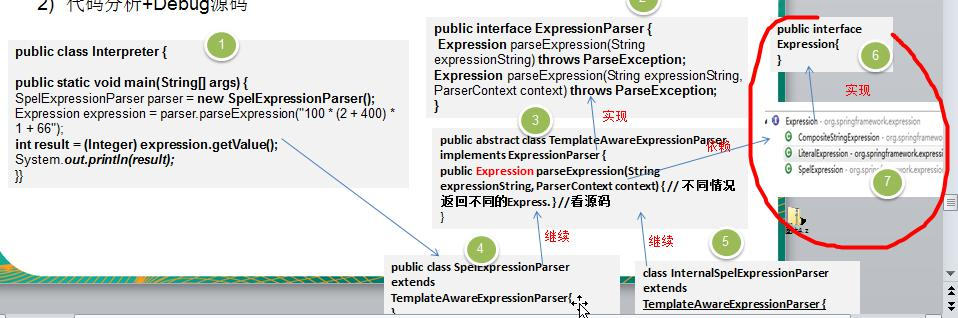 2) 代码分析+Debug源码
1
public class Interpreter {
public static void main(String[] args) {
SpelExpressionParser parser = new SpelExpressionParser();
Expression expression = parser.parseExpression("100 * (2 + 400) *
1 + 66");
int result = (Integer) expression.getValue();
System.out.println(result);
}}
2
public interface ExpressionParser {
Expression parseExpression(String
expressionString) throws ParseException;
Expression parseExpression(String expressionString,
ParserContext context) throws ParseException;
}
实现
3
public abstract class TemplateAwareExpressionParser
implements ExpressionParser {
public Expression parseExpression(String
expressionString, ParserContext context) { // 不同情况
返回不同的Express. } //看源码
}
依赖
继续
继续
4
public class SpelExpressionParser
extends
TemplateAwareExpressionParser{
}
5
class InternalSpelExpressionParser
extends
TemplateAwareExpressionParser {
public interface
Expression{
}
6
实现
Expression - org.springframework.expression
CompositeStringExpression - org.springframework
LiteralExpression - org.springframework.expressi
SpelExpression - org.springframework.expression
7